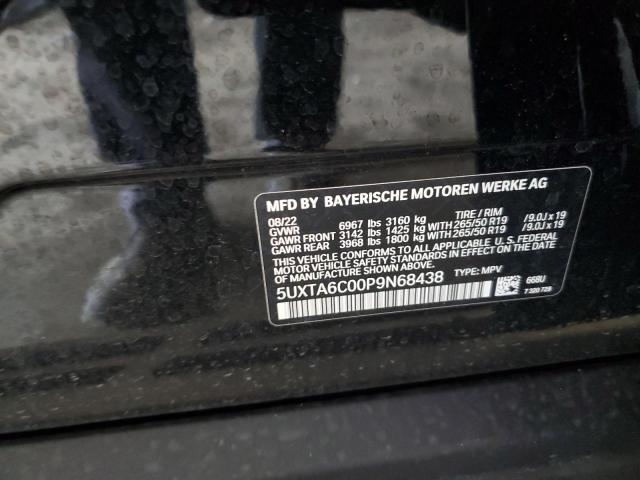 MFD BY BAYERISCHE MOTOREN WERKE AG
08/22 TIRE / RIM
GVWR 6967 lbs 3160 kg
GAWR FRONT 3142 lbs 1425 kg WITH 265/50 R19 /9.0J x 19
GAWR REAR 3968 lbs 1800 kg WITH 265/50 R19 /9.0J x 19
THIS VEHICLE CONFORMS TO ALL APPLICABLE U.S. FEDERAL
MOTOR VEHICLE SAFETY STANDARDS IN EFFECT ON THE DATE
OF MANUFACTURE SHOWN ABOVE.
5UXTA6C00P9N68438 TYPE: MPV
668U
7 320 729